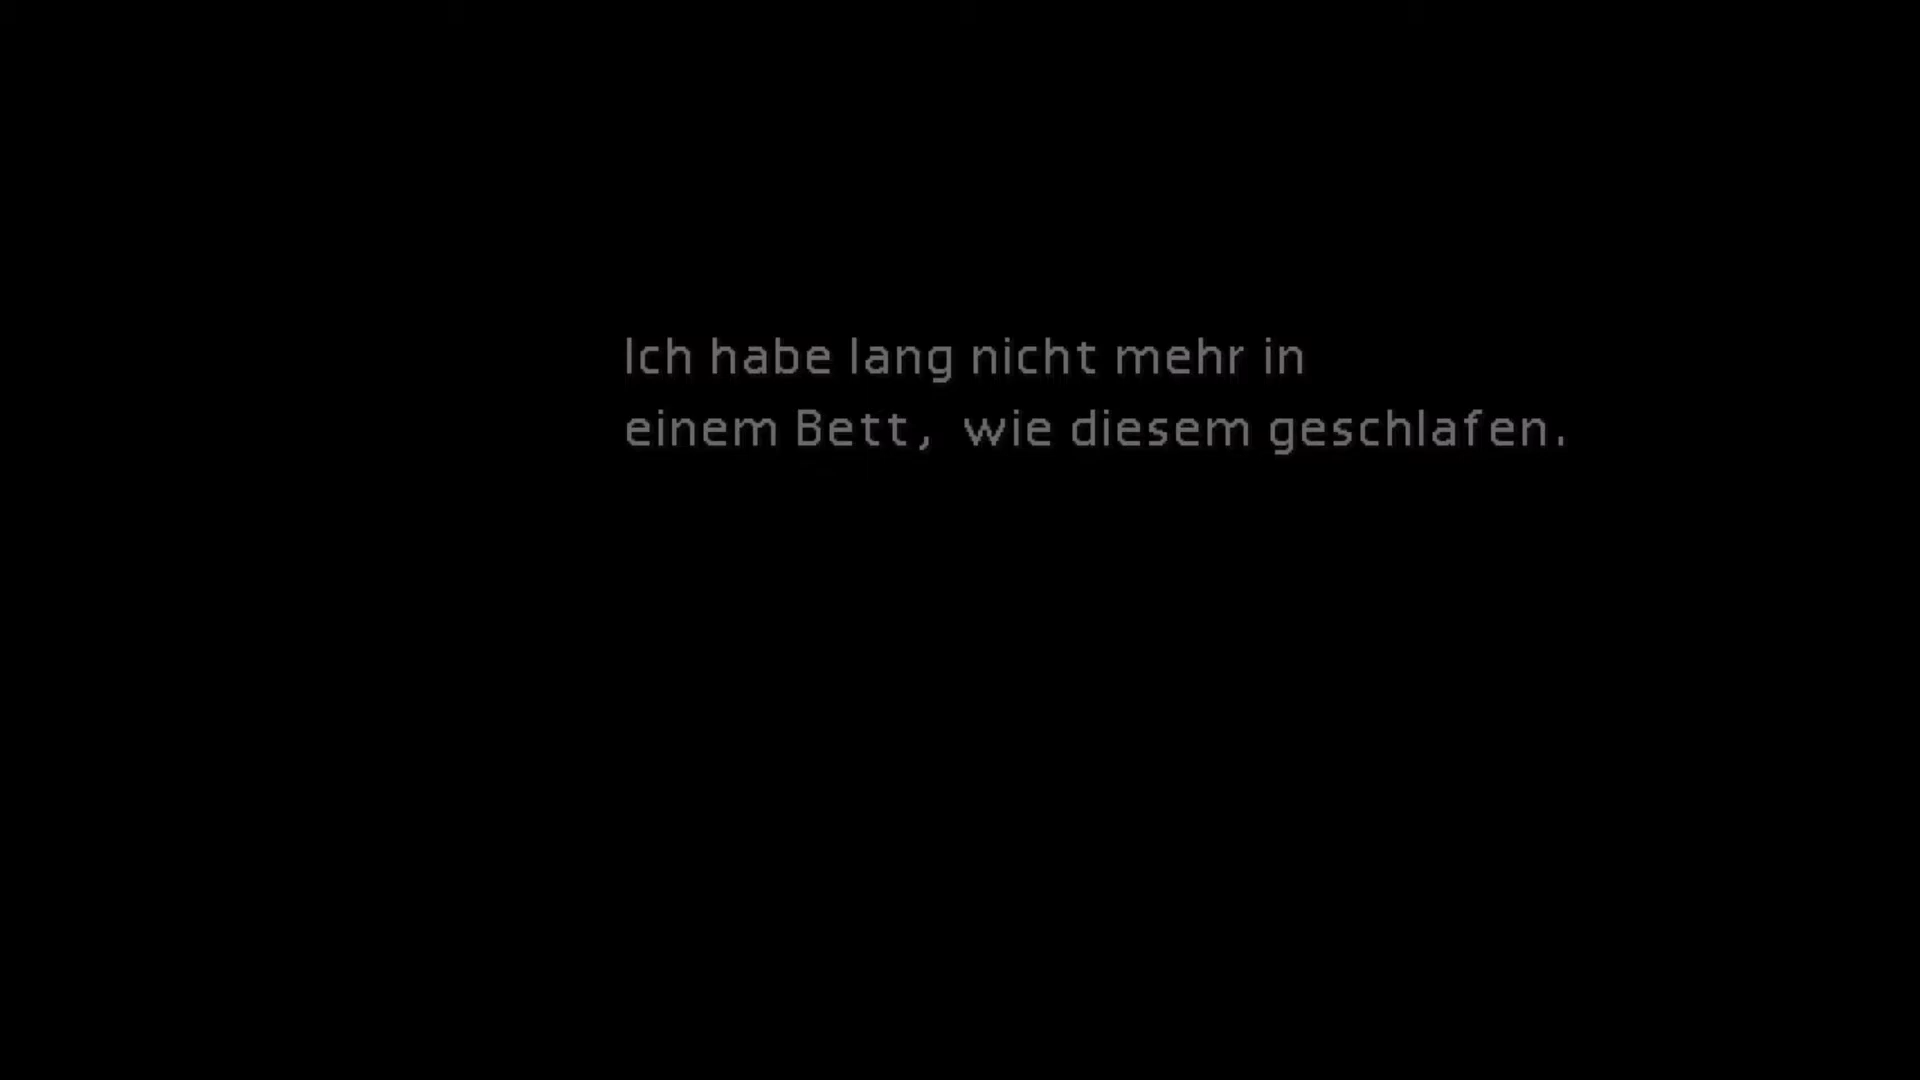 Ich habe lang nicht mehr in
einem Bett, wie diesem geschlafen.